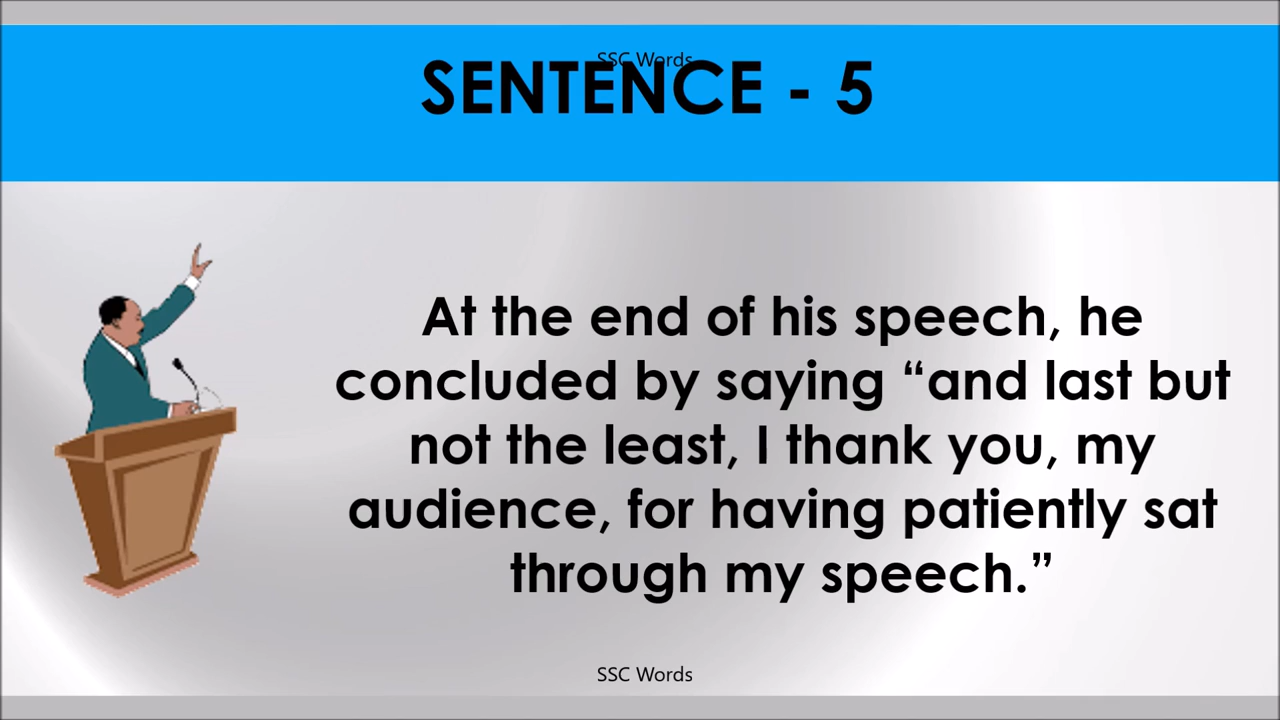 SSC Words
SENTENCE - 5
At the end of his speech, he
concluded by saying “and last but
not the least, I thank you, my
audience, for having patiently sat
through my speech.”
SSC Words